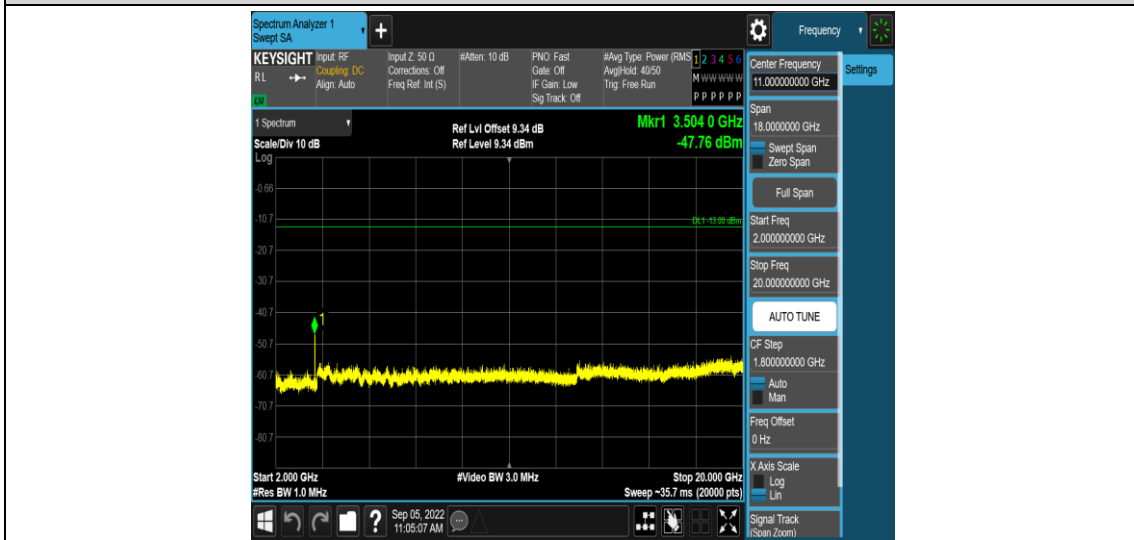 Spectrum Analyzer 1
Swept SA
+
Frequency
KEYSIGHT
RL
LXI
Input: RF
Coupling: DC
Align: Auto
Input Z: 50 Ω
Corrections: Off
Freq Ref: Int (S)
#Atten: 10 dB
PNO: Fast
Gate: Off
IF Gain: Low
Sig Track: Off
#Avg Type: Power (RMS
Avg|Hold: 40/50
Trig: Free Run
1 2 3 4 5 6
M W W W W W
P P P P P P
Center Frequency
11.000000000 GHz
Settings
1 Spectrum
Scale/Div 10 dB
Log
Ref Lvl Offset 9.34 dB
Ref Level 9.34 dBm
Mkr1 3.504 0 GHz
-47.76 dBm
Span
18.0000000 GHz
Swept Span
Zero Span
Full Span
Start Freq
2.000000000 GHz
Stop Freq
20.000000000 GHz
AUTO TUNE
CF Step
1.800000000 GHz
Auto
Man
Freq Offset
0 Hz
X Axis Scale
Log
Lin
Signal Track
(Span Zoom)
-0.66
-10.7
DL1 -13.00 dBm
-20.7
-30.7
-40.7
1
-50.7
-60.7
-70.7
-80.7
Start 2.000 GHz
#Res BW 1.0 MHz
#Video BW 3.0 MHz
Stop 20.000 GHz
Sweep ~35.7 ms (20000 pts)
?
Sep 05, 2022
11:05:07 AM